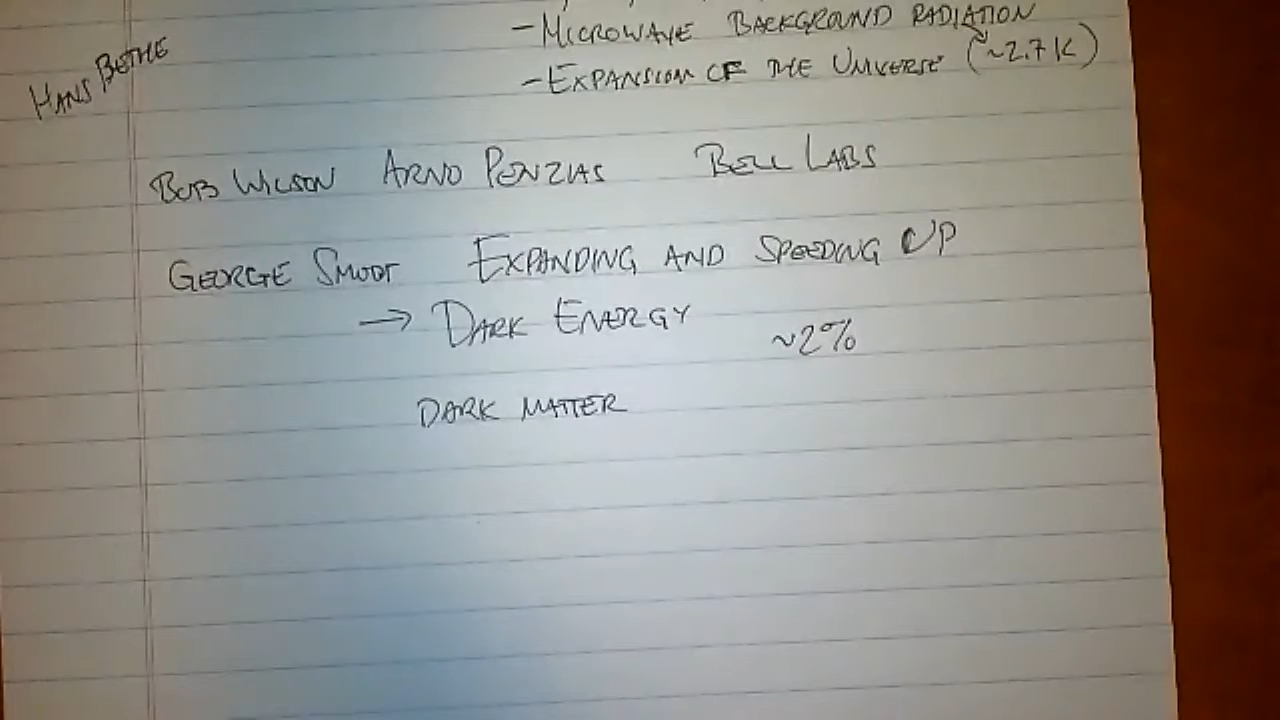 - MICROWAVE BACKGROUND RADIATION
- EXPANSION OF THE UNIVERSE (~2.7K)
HANS BETHE
BOB WILSON ARNO PENZIAS BELL LABS
GEORGE SMOOT EXPANDING AND SPEEDING UP
→ DARK ENERGY ~2%
DARK MATTER